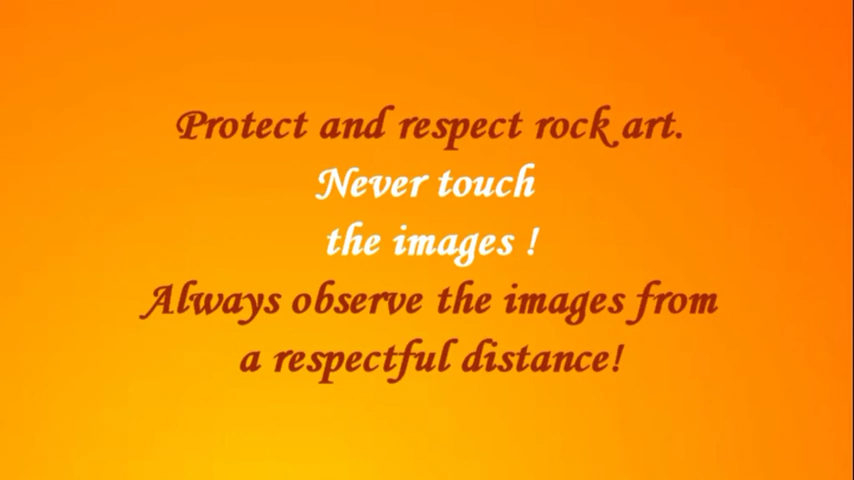 Protect and respect rock art.
Never touch
the images !
Always observe the images from
a respectful distance!